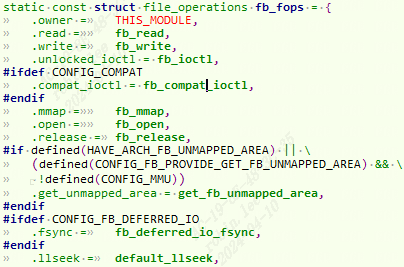 static const struct file_operations fb_fops = {
.owner = THIS_MODULE,
.read = fb_read,
.write = fb_write,
.unlocked_ioctl = fb_ioctl,
#ifdef CONFIG_COMPAT
.compat_ioctl = fb_compat_ioctl,
#endif
.mmap = fb_mmap,
.open = fb_open,
.release = fb_release,
#if defined(HAVE_ARCH_FB_UNMAPPED_AREA) || \
(defined(CONFIG_FB_PROVIDE_GET_FB_UNMAPPED_AREA) && \
!defined(CONFIG_MMU))
.get_unmapped_area = get_fb_unmapped_area,
#endif
#ifdef CONFIG_FB_DEFERRED_IO
.fsync = fb_deferred_io_fsync,
#endif
.llseek = default_llseek,